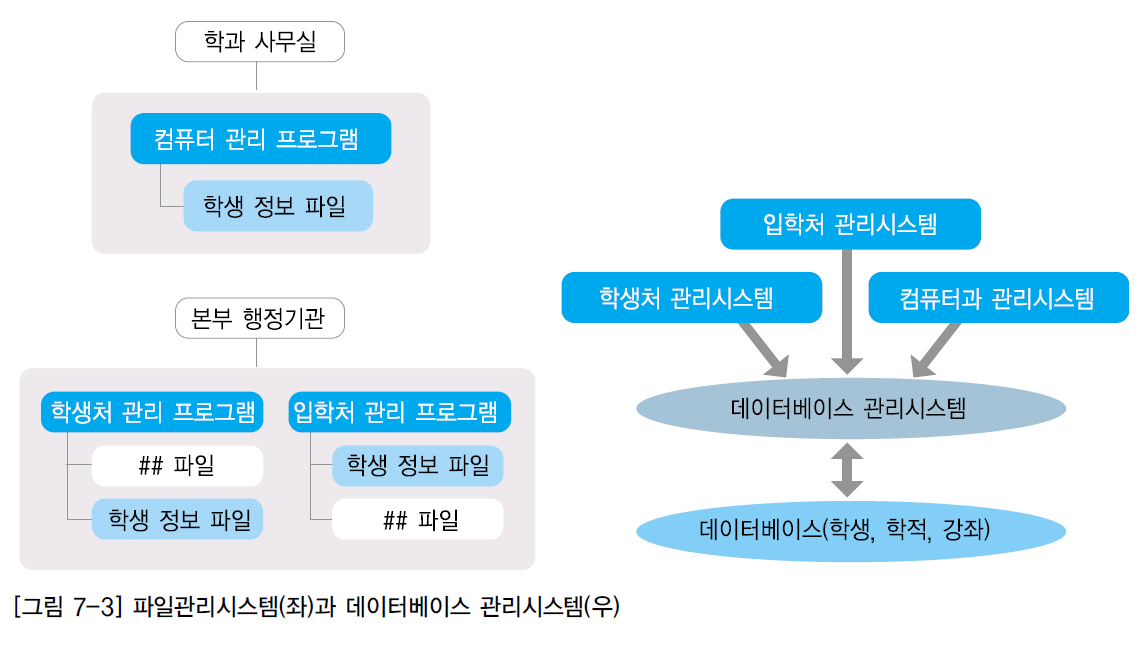 학과 사무실
컴퓨터 관리 프로그램
학생 정보 파일
본부 행정기관
학생처 관리 프로그램
## 파일
학생 정보 파일
입학처 관리 프로그램
학생 정보 파일
## 파일
입학처 관리시스템
학생처 관리시스템
컴퓨터과 관리시스템
데이터베이스 관리시스템
데이터베이스(학생, 학적, 강좌)
[그림 7-3] 파일관리시스템(좌)과 데이터베이스 관리시스템(우)